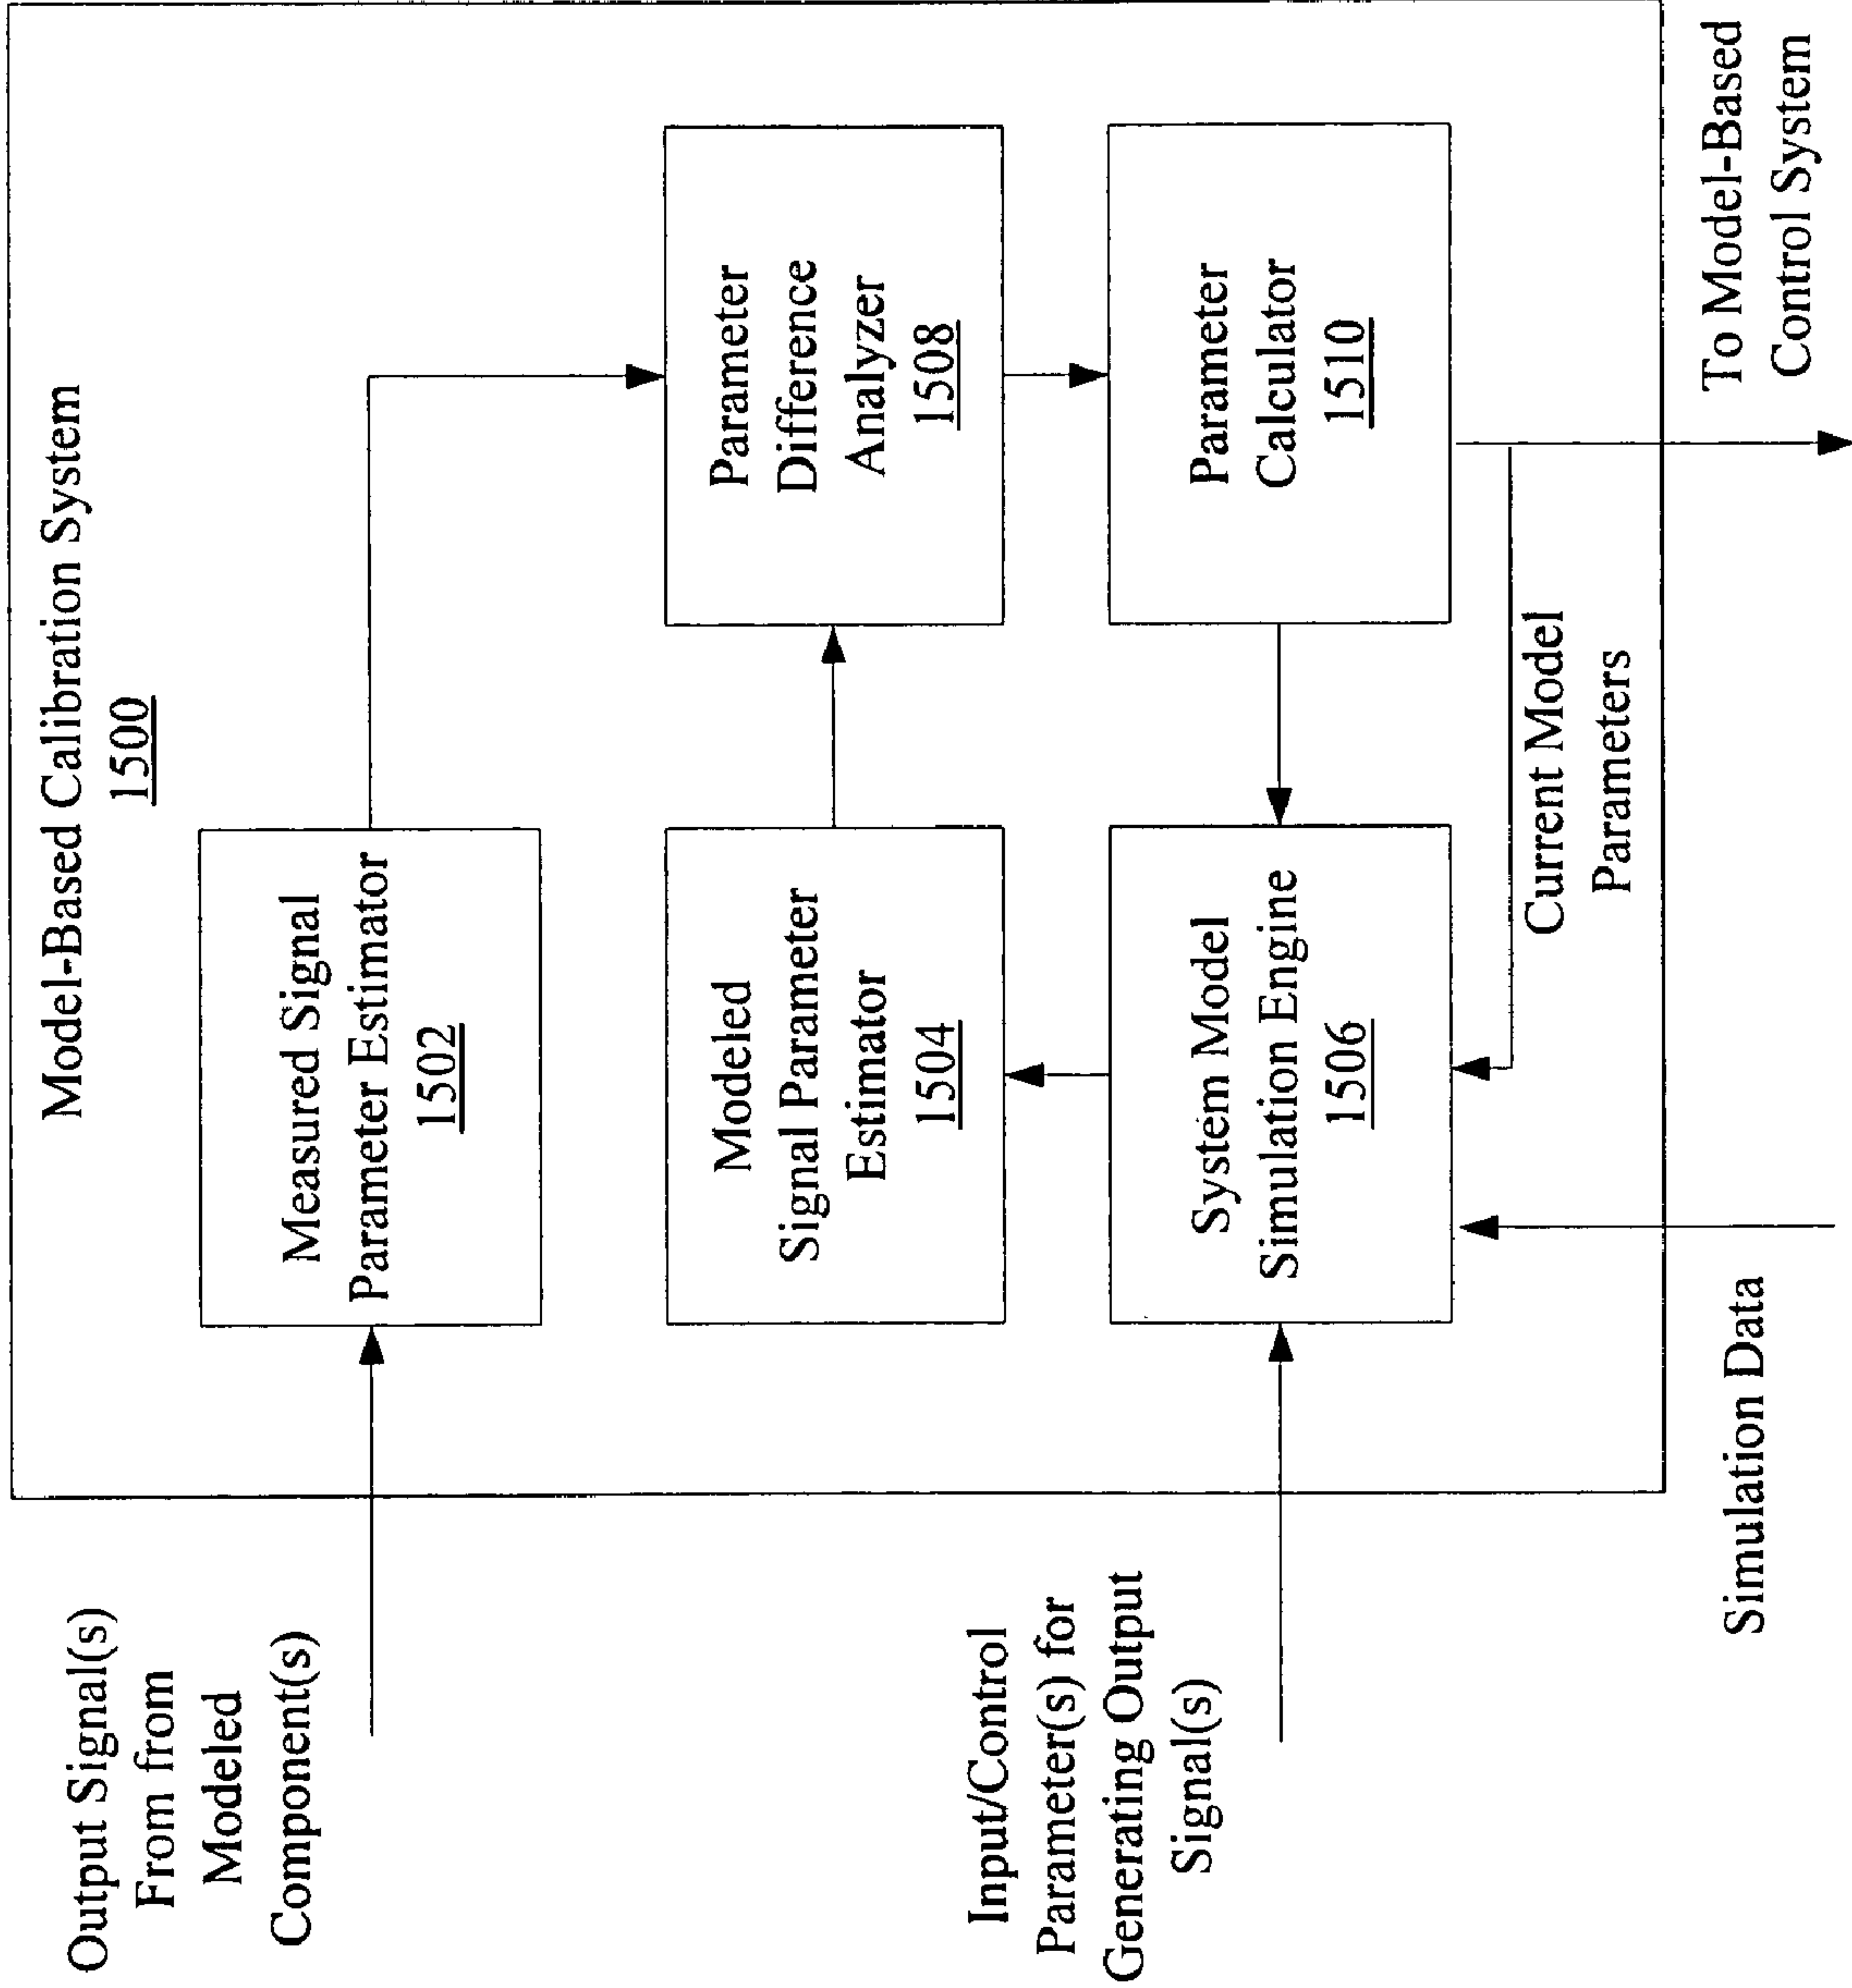 Model-Based Calibration System
1500
Output Signal(s)
From from
Modeled
Component(s)
Measured Signal
Parameter Estimator
1502
Modeled
Signal Parameter
Estimator
1504
Parameter
Difference
Analyzer
1508
Input/Control
Parameter(s) for
Generating Output
Signal(s)
System Model
Simulation Engine
1506
Parameter
Calculator
1510
Current Model
Parameters
Simulation Data
To Model-Based
Control System